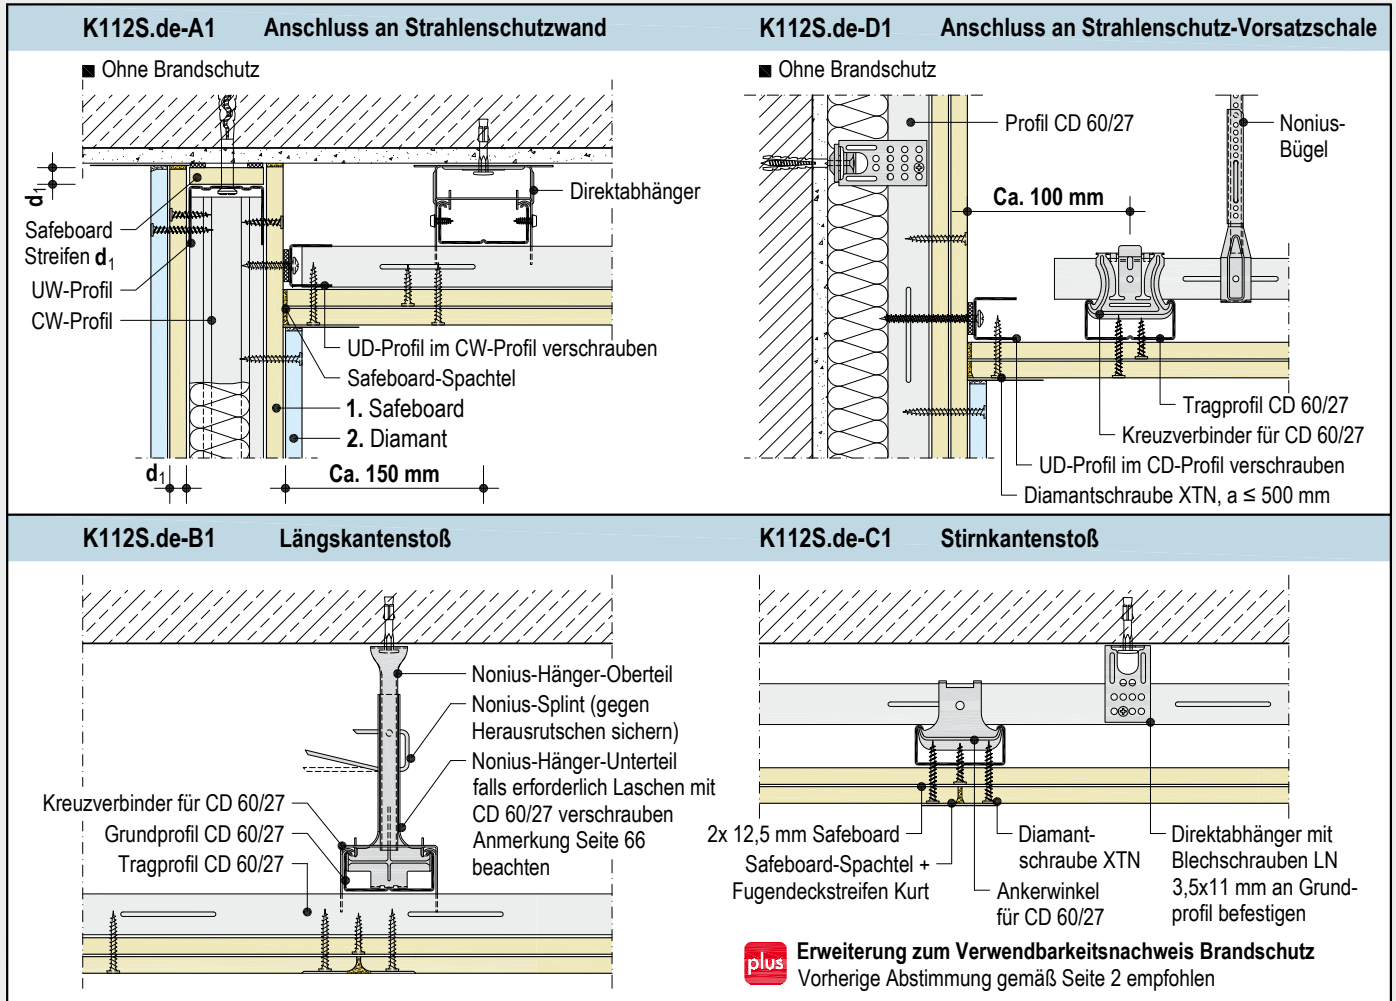 K112S.de-A1 Anschluss an Strahlenschutzwand
■ Ohne Brandschutz
d1
Direktabhänger
Safeboard
Streifen d1
UW-Profil
CW-Profil
UD-Profil im CW-Profil verschrauben
Safeboard-Spachtel
1. Safeboard
2. Diamant
d1
Ca. 150 mm
K112S.de-D1 Anschluss an Strahlenschutz-Vorsatzschale
■ Ohne Brandschutz
Profil CD 60/27
Nonius-
Bügel
Ca. 100 mm
Tragprofil CD 60/27
Kreuzverbinder für CD 60/27
UD-Profil im CD-Profil verschrauben
Diamantschraube XTN, a ≤ 500 mm
K112S.de-B1 Längskantenstoß
Nonius-Hänger-Oberteil
Nonius-Splint (gegen
Herausrutschen sichern)
Nonius-Hänger-Unterteil
falls erforderlich Laschen mit
CD 60/27 verschrauben
Anmerkung Seite 66
beachten
Kreuzverbinder für CD 60/27
Grundprofil CD 60/27
Tragprofil CD 60/27
K112S.de-C1 Stirnkantenstoß
2x 12,5 mm Safeboard
Safeboard-Spachtel +
Fugendeckstreifen Kurt
Diamant-
schraube XTN
Ankerwinkel
für CD 60/27
Direktabhänger mit
Blechschrauben LN
3,5x11 mm an Grund-
profil befestigen
plus
Erweiterung zum Verwendbarkeitsnachweis Brandschutz
Vorherige Abstimmung gemäß Seite 2 empfohlen